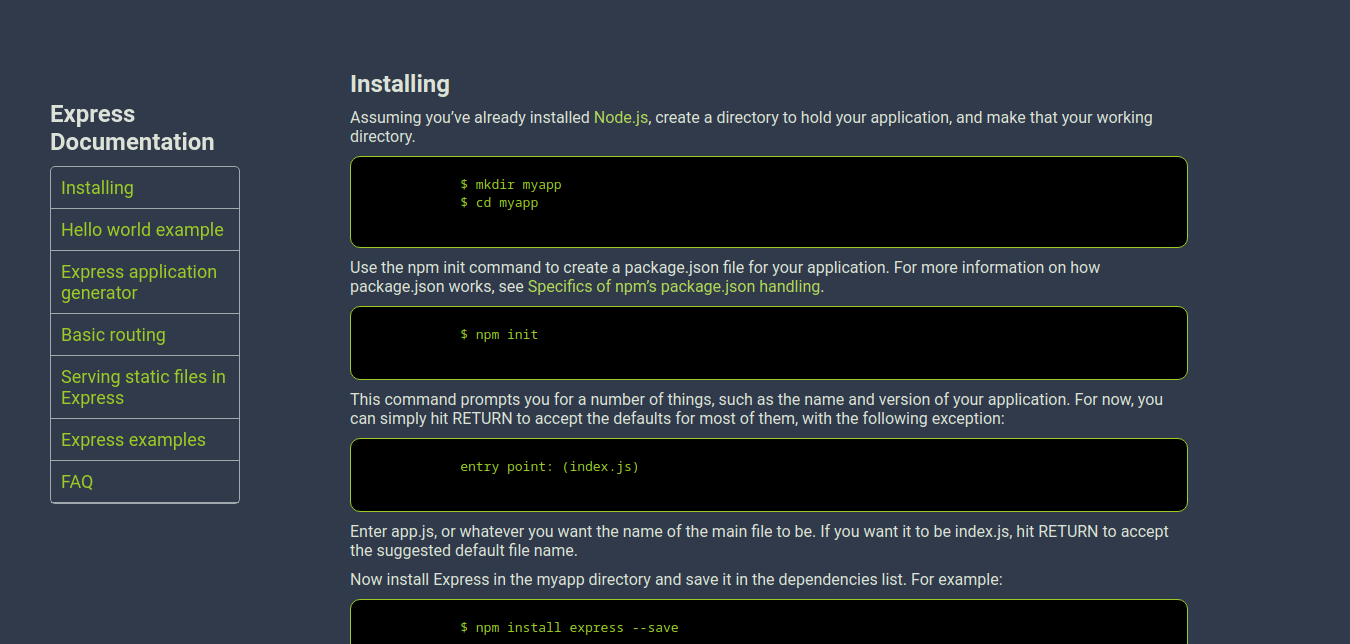 Express
Documentation
Installing
Hello world example
Express application
generator
Basic routing
Serving static files in
Express
Express examples
FAQ
Installing
Assuming you’ve already installed Node.js, create a directory to hold your application, and make that your working
directory.
$ mkdir myapp
$ cd myapp
Use the npm init command to create a package.json file for your application. For more information on how
package.json works, see Specifics of npm’s package.json handling.
$ npm init
This command prompts you for a number of things, such as the name and version of your application. For now, you
can simply hit RETURN to accept the defaults for most of them, with the following exception:
entry point: (index.js)
Enter app.js, or whatever you want the name of the main file to be. If you want it to be index.js, hit RETURN to accept
the suggested default file name.
Now install Express in the myapp directory and save it in the dependencies list. For example:
$ npm install express --save